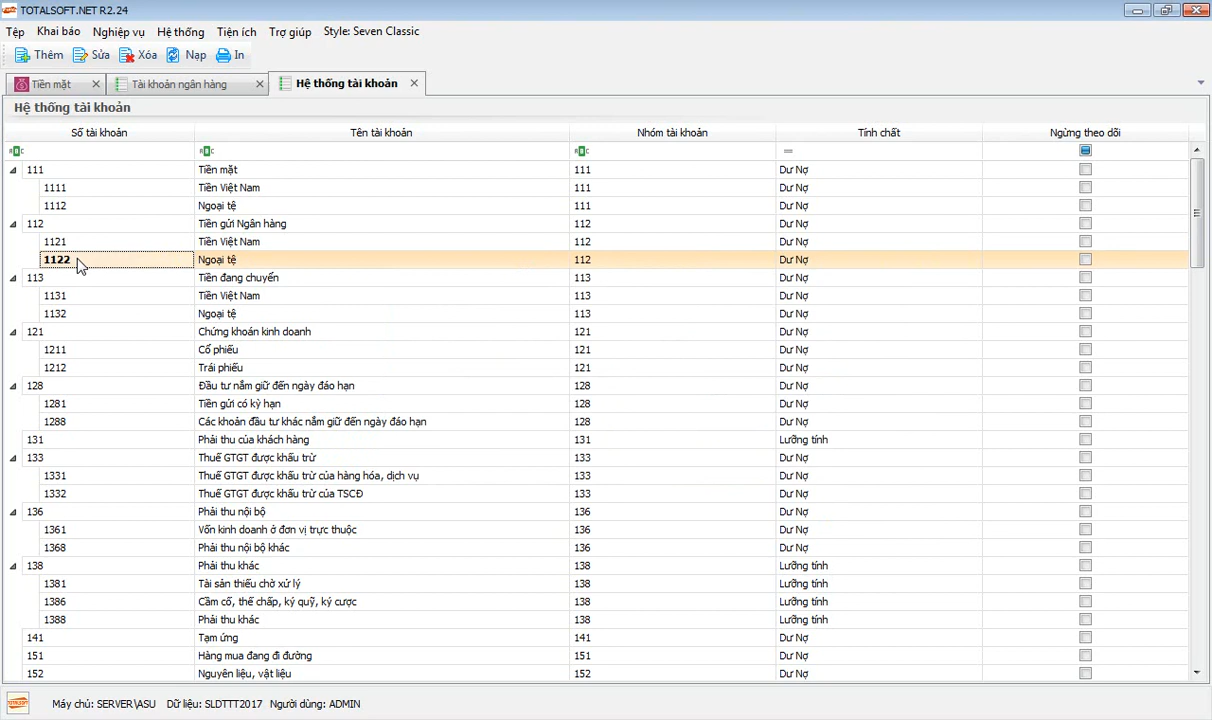 TOTALSOFT.NET R2.24
Tệp Khai báo Nghiệp vụ Hệ thống Tiện ích Trợ giúp Style: Seven Classic
Thêm Sửa Xóa Nạp In
Tiền mặt Tài khoản ngân hàng Hệ thống tài khoản
Hệ thống tài khoản
Số tài khoản Tên tài khoản Nhóm tài khoản Tính chất Ngừng theo dõi
111 Tiền mặt 111 Dư Nợ
1111 Tiền Việt Nam 111 Dư Nợ
1112 Ngoại tệ 111 Dư Nợ
112 Tiền gửi Ngân hàng 112 Dư Nợ
1121 Tiền Việt Nam 112 Dư Nợ
1122 Ngoại tệ 112 Dư Nợ
113 Tiền đang chuyển 113 Dư Nợ
1131 Tiền Việt Nam 113 Dư Nợ
1132 Ngoại tệ 113 Dư Nợ
121 Chứng khoán kinh doanh 121 Dư Nợ
1211 Cổ phiếu 121 Dư Nợ
1212 Trái phiếu 121 Dư Nợ
128 Đầu tư nắm giữ đến ngày đáo hạn 128 Dư Nợ
1281 Tiền gửi có kỳ hạn 128 Dư Nợ
1288 Các khoản đầu tư khác nắm giữ đến ngày đáo hạn 128 Dư Nợ
131 Phải thu của khách hàng 131 Lưỡng tính
133 Thuế GTGT được khấu trừ 133 Dư Nợ
1331 Thuế GTGT được khấu trừ của hàng hóa, dịch vụ 133 Dư Nợ
1332 Thuế GTGT được khấu trừ của TSCĐ 133 Dư Nợ
136 Phải thu nội bộ 136 Dư Nợ
1361 Vốn kinh doanh ở đơn vị trực thuộc 136 Dư Nợ
1368 Phải thu nội bộ khác 136 Dư Nợ
138 Phải thu khác 138 Lưỡng tính
1381 Tài sản thiếu chờ xử lý 138 Lưỡng tính
1386 Cầm cố, thế chấp, ký quỹ, ký cược 138 Lưỡng tính
1388 Phải thu khác 138 Lưỡng tính
141 Tạm ứng 141 Dư Nợ
151 Hàng mua đang đi đường 151 Dư Nợ
152 Nguyên liệu, vật liệu 152 Dư Nợ
TOTALSOFT Máy chủ: SERVER\ASU Dữ liệu: SLDTTT2017 Người dùng: ADMIN